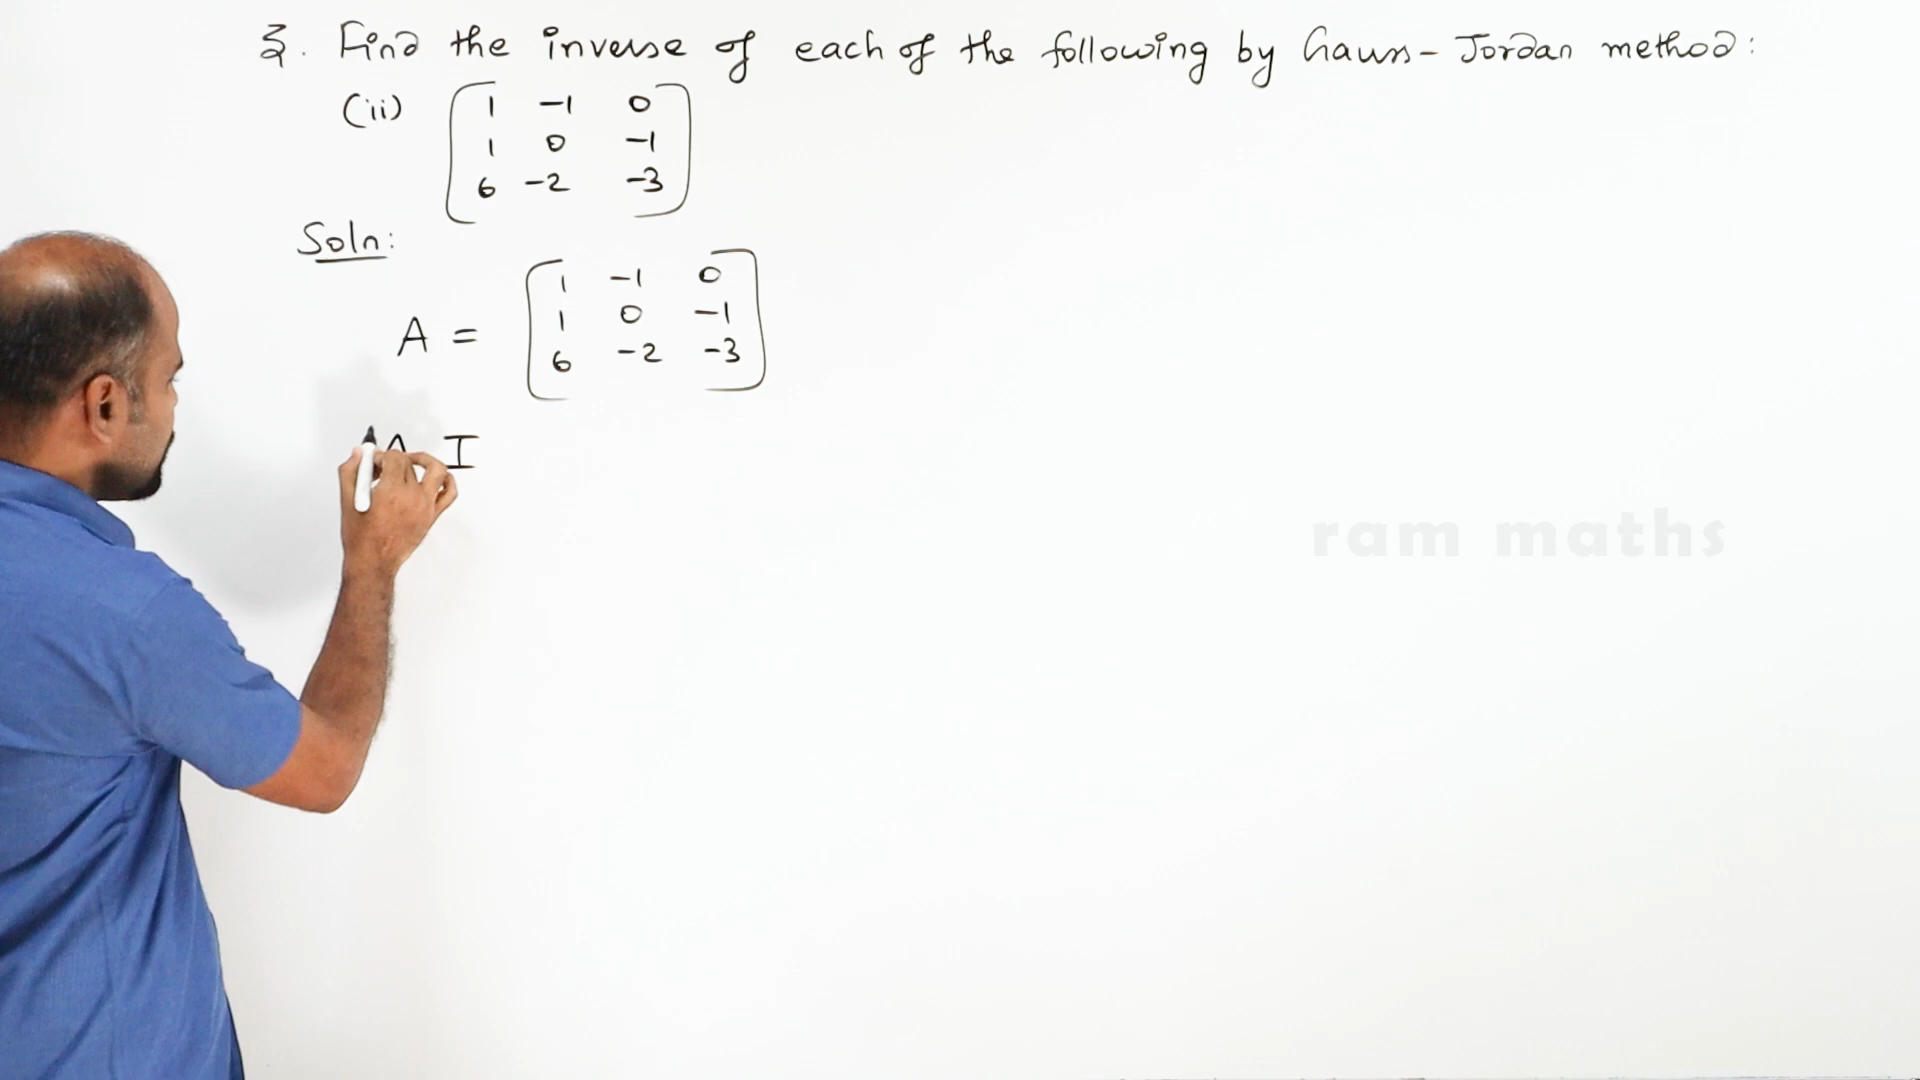 3. Find the inverse of each of the following by Gauss-Jordan method:
(ii) 1 -1 0
1 0 -1
6 -2 -3
Soln:
1 -1 0
A = 1 0 -1
6 -2 -3
A I
ram maths